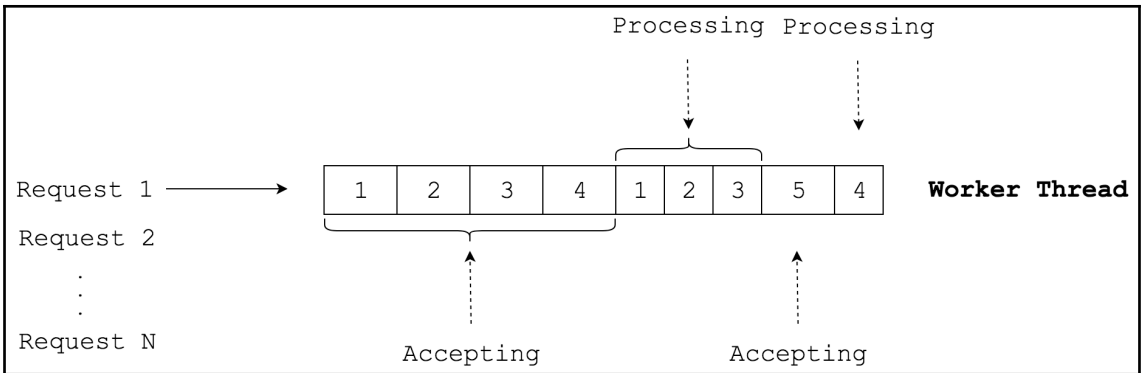 Processing Processing
Request 1 1 2 3 4 1 2 3 5 4 Worker Thread
Request 2
.
.
.
Request N
Accepting Accepting